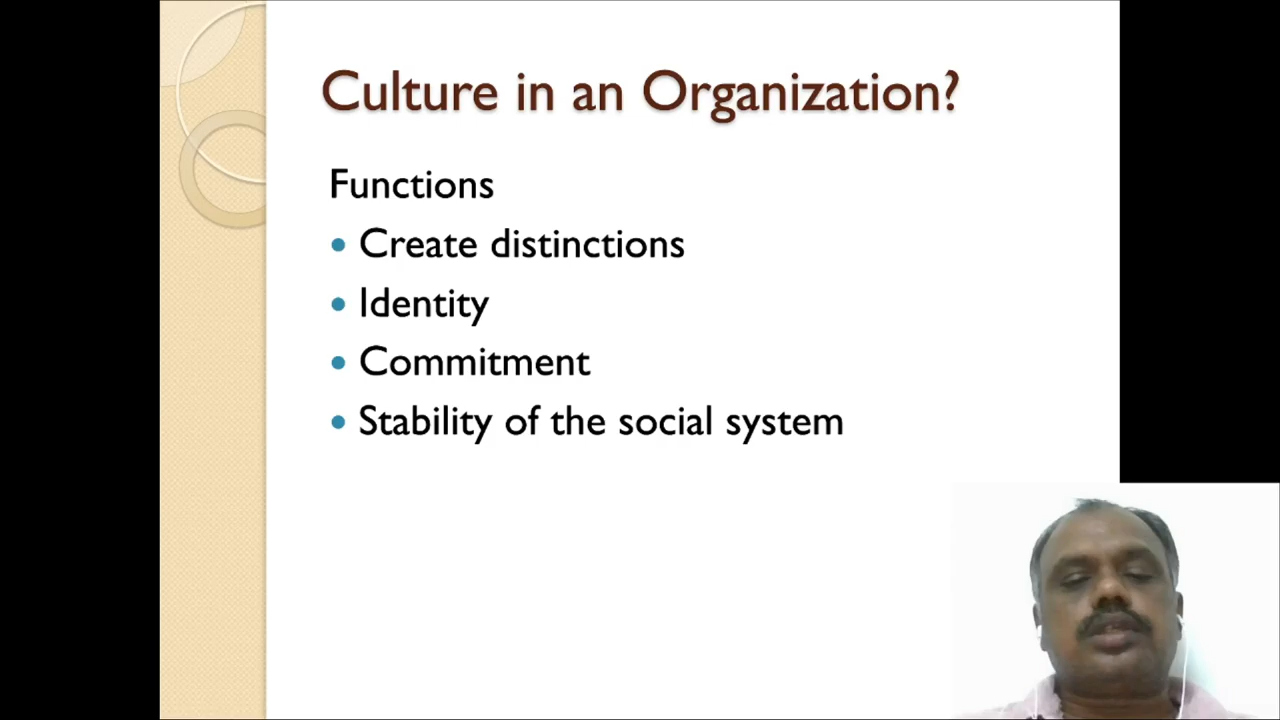 Culture in an Organization?
Functions
• Create distinctions
• Identity
• Commitment
• Stability of the social system